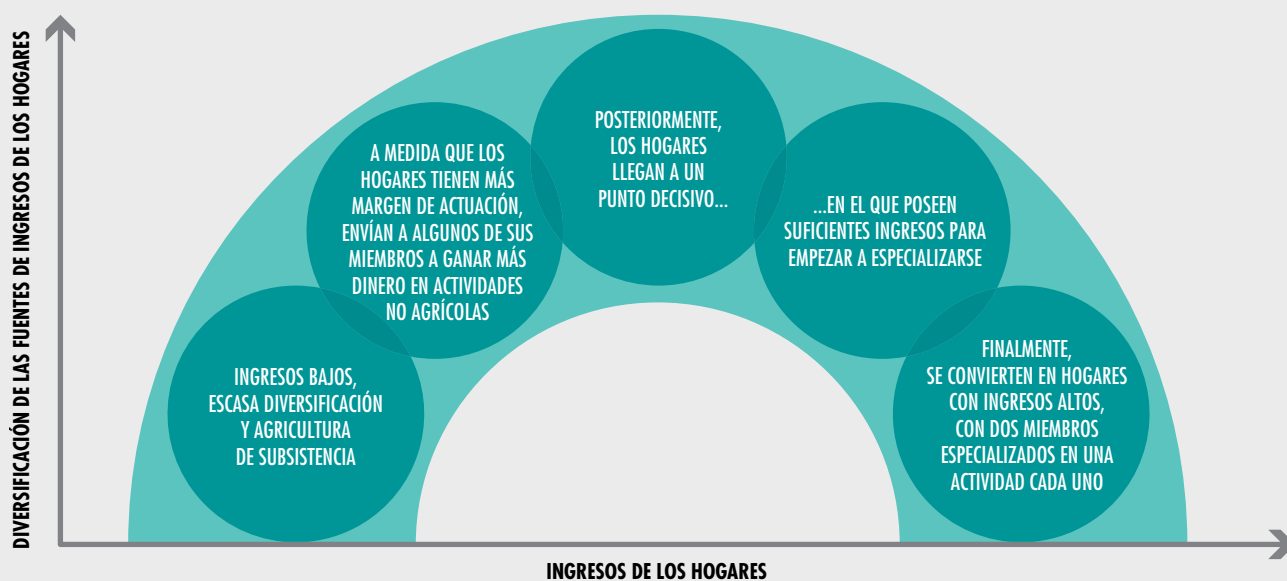 DIVERSIFICACIÓN DE LAS FUENTES DE INGRESOS DE LOS HOGARES
INGRESOS BAJOS,
ESCASA DIVERSIFICACIÓN
Y AGRICULTURA
DE SUBSISTENCIA
A MEDIDA QUE LOS
HOGARES TIENEN MÁS
MARGEN DE ACTUACIÓN,
ENVÍAN A ALGUNOS DE SUS
MIEMBROS A GANAR MÁS
DINERO EN ACTIVIDADES
NO AGRÍCOLAS
POSTERIORMENTE,
LOS HOGARES
LLEGAN A UN
PUNTO DECISIVO...
...EN EL QUE POSEEN
SUFICIENTES INGRESOS PARA
EMPEZAR A ESPECIALIZARSE
FINALMENTE,
SE CONVIERTEN EN HOGARES
CON INGRESOS ALTOS,
CON DOS MIEMBROS
ESPECIALIZADOS EN UNA
ACTIVIDAD CADA UNO
INGRESOS DE LOS HOGARES